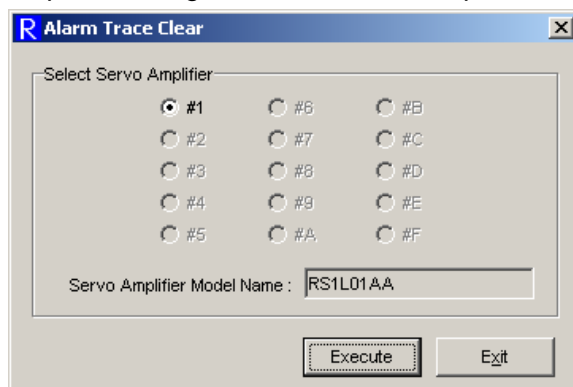 R Alarm Trace Clear
Select Servo Amplifier
#1 #6 #B
#2 #7 #C
#3 #8 #D
#4 #9 #E
#5 #A #F
Servo Amplifier Model Name : RS1L01AA
Execute Exit